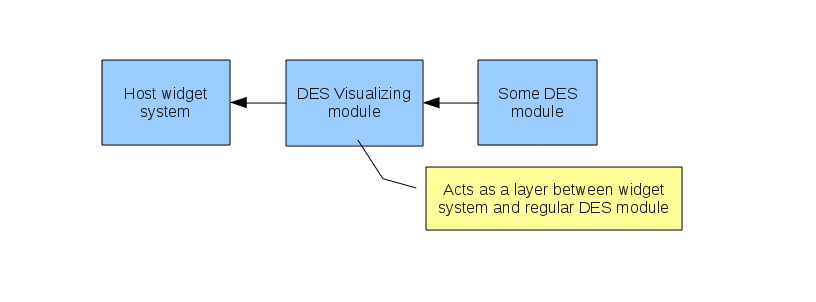 Host widget
system
DES Visualizing
module
Some DES
module
Acts as a layer between widget
system and regular DES module